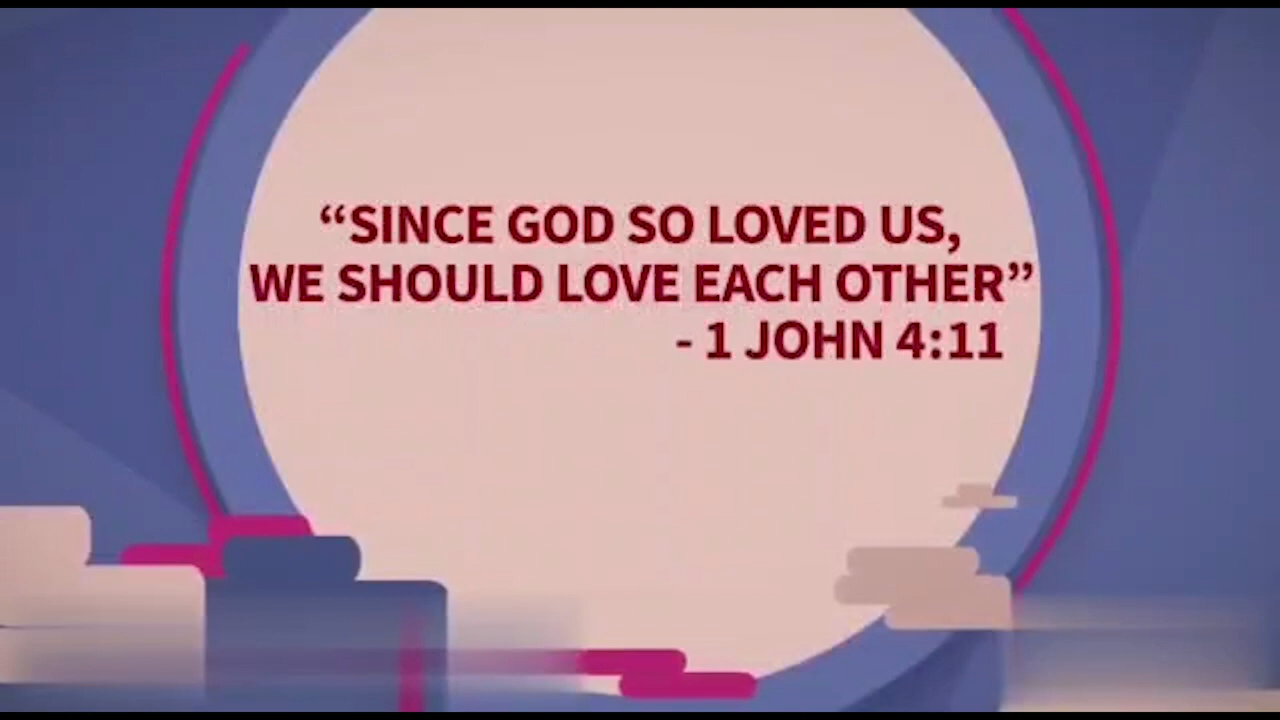 “SINCE GOD SO LOVED US,
WE SHOULD LOVE EACH OTHER”
- 1 JOHN 4:11